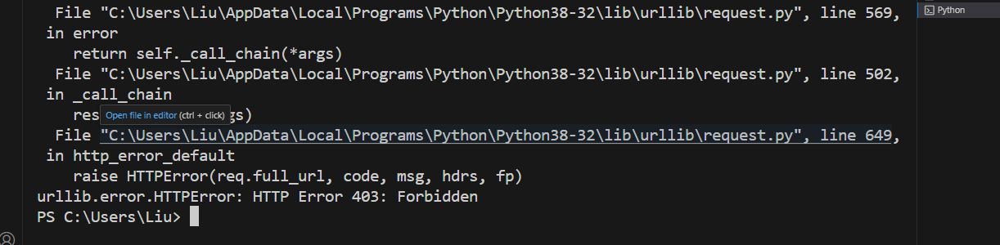 File "C:\Users\Liu\AppData\Local\Programs\Python\Python38-32\lib\urllib\request.py", line 569,
in error
return self._call_chain(*args)
File "C:\Users\Liu\AppData\Local\Programs\Python\Python38-32\lib\urllib\request.py", line 502,
in _call_chain
res gs)
Open file in editor (ctrl + click)
File "C:\Users\Liu\AppData\Local\Programs\Python\Python38-32\lib\urllib\request.py", line 649,
in http_error_default
raise HTTPError(req.full_url, code, msg, hdrs, fp)
urllib.error.HTTPError: HTTP Error 403: Forbidden
PS C:\Users\Liu>
Python